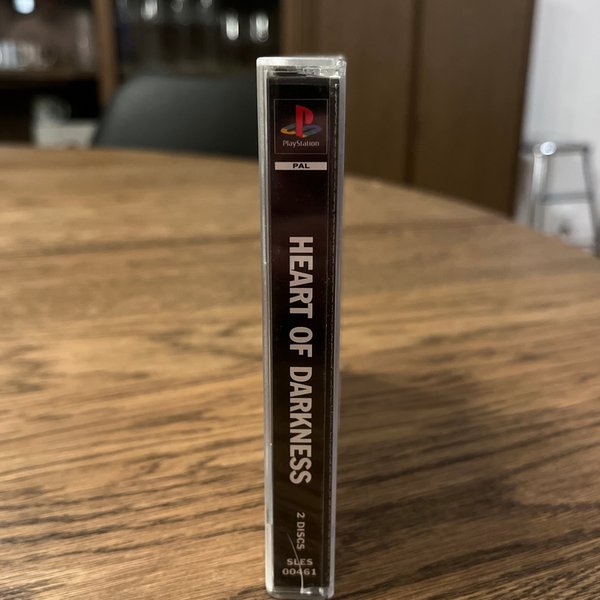 PlayStation
PAL
HEART OF DARKNESS
2 DISCS
SLES
00461